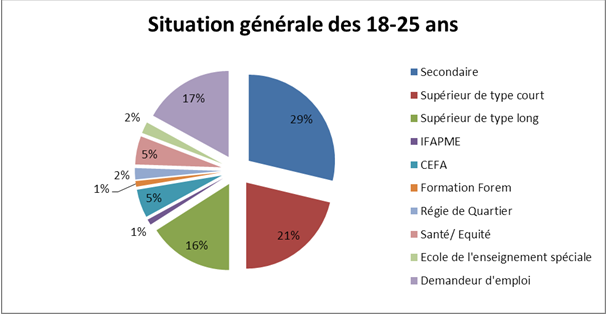 Situation générale des 18-25 ans
29%
21%
16%
1%
5%
1%
2%
5%
2%
17%
Secondaire
Supérieur de type court
Supérieur de type long
IFAPME
CEFA
Formation Forem
Régie de Quartier
Santé/ Equité
Ecole de l'enseignement spéciale
Demandeur d'emploi